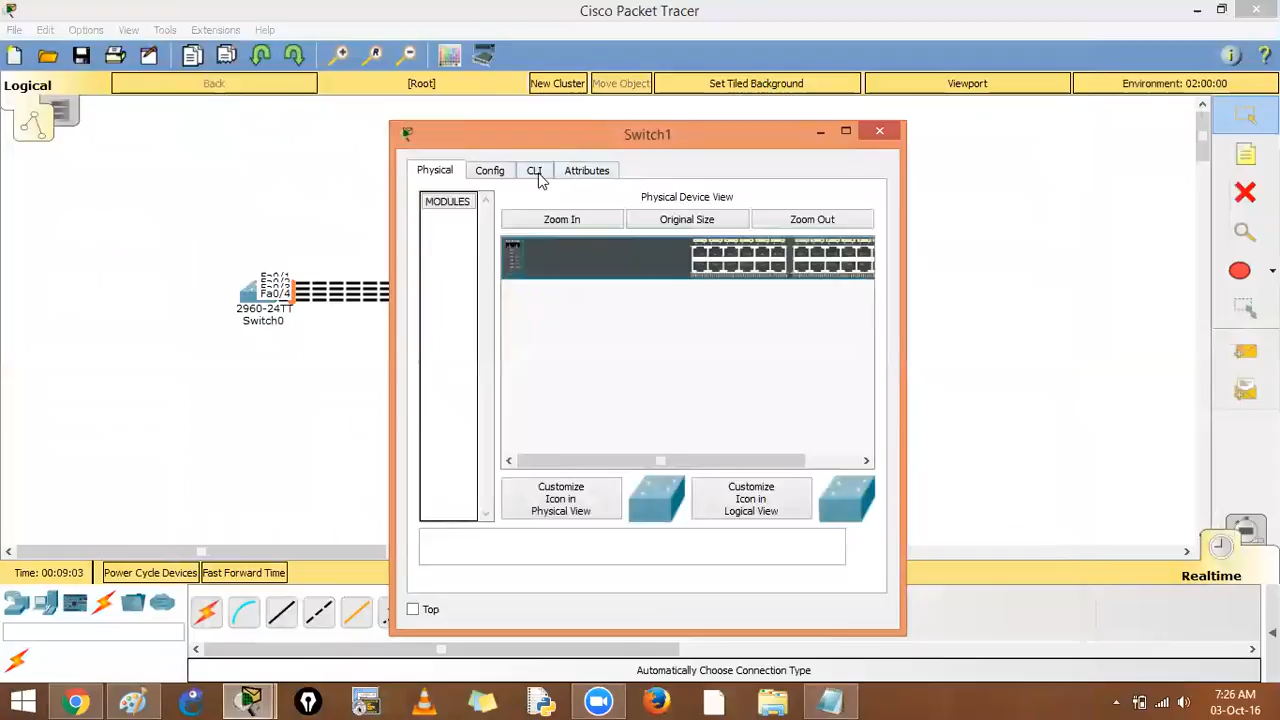 Cisco Packet Tracer
File Edit Options View Tools Extensions Help
Logical
Back
[Root]
New Cluster
Move Object
Set Tiled Background
Viewport
Environment: 02:00:00
Switch1
Physical
Config
CLI
Attributes
MODULES
Physical Device View
Zoom In
Original Size
Zoom Out
Fa0/1
Fa0/4
2960-24TT
Switch0
Customize
Icon in
Physical View
Customize
Icon in
Logical View
Top
Time: 00:09:03
Power Cycle Devices
Fast Forward Time
Realtime
Automatically Choose Connection Type
7:26 AM
03-Oct-16